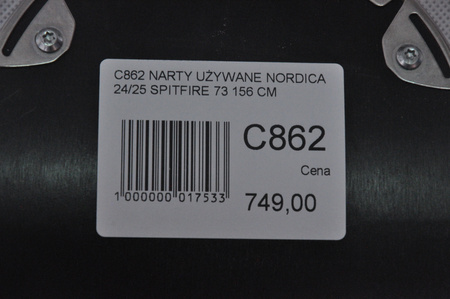 C862 NARTY UŻYWANE NORDICA
24/25 SPITFIRE 73 156 CM
C862
Cena
1 000000 017533
749,00